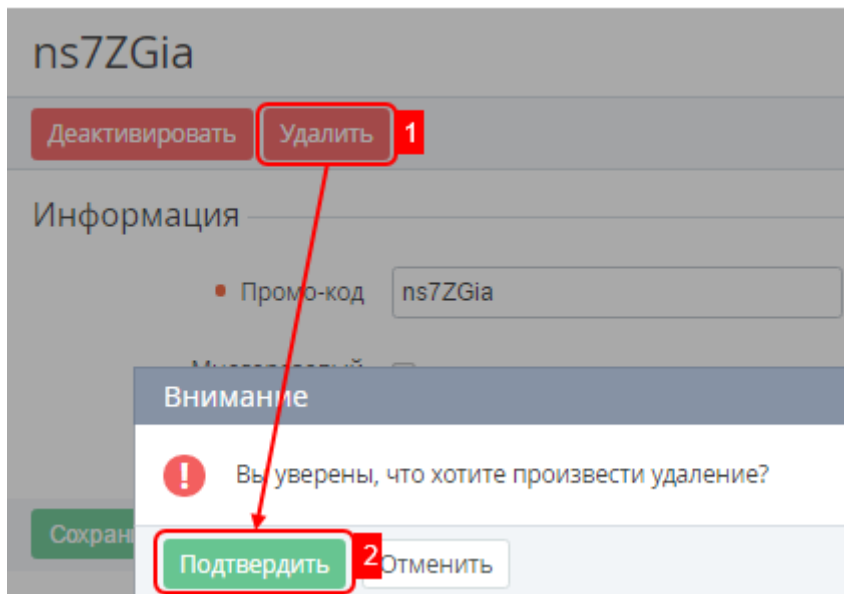 ns7ZGia
Деактивировать Удалить 1
Информация
Промо-код ns7ZGia
Внимание
Вы уверены, что хотите произвести удаление?
Подтвердить 2 Отменить